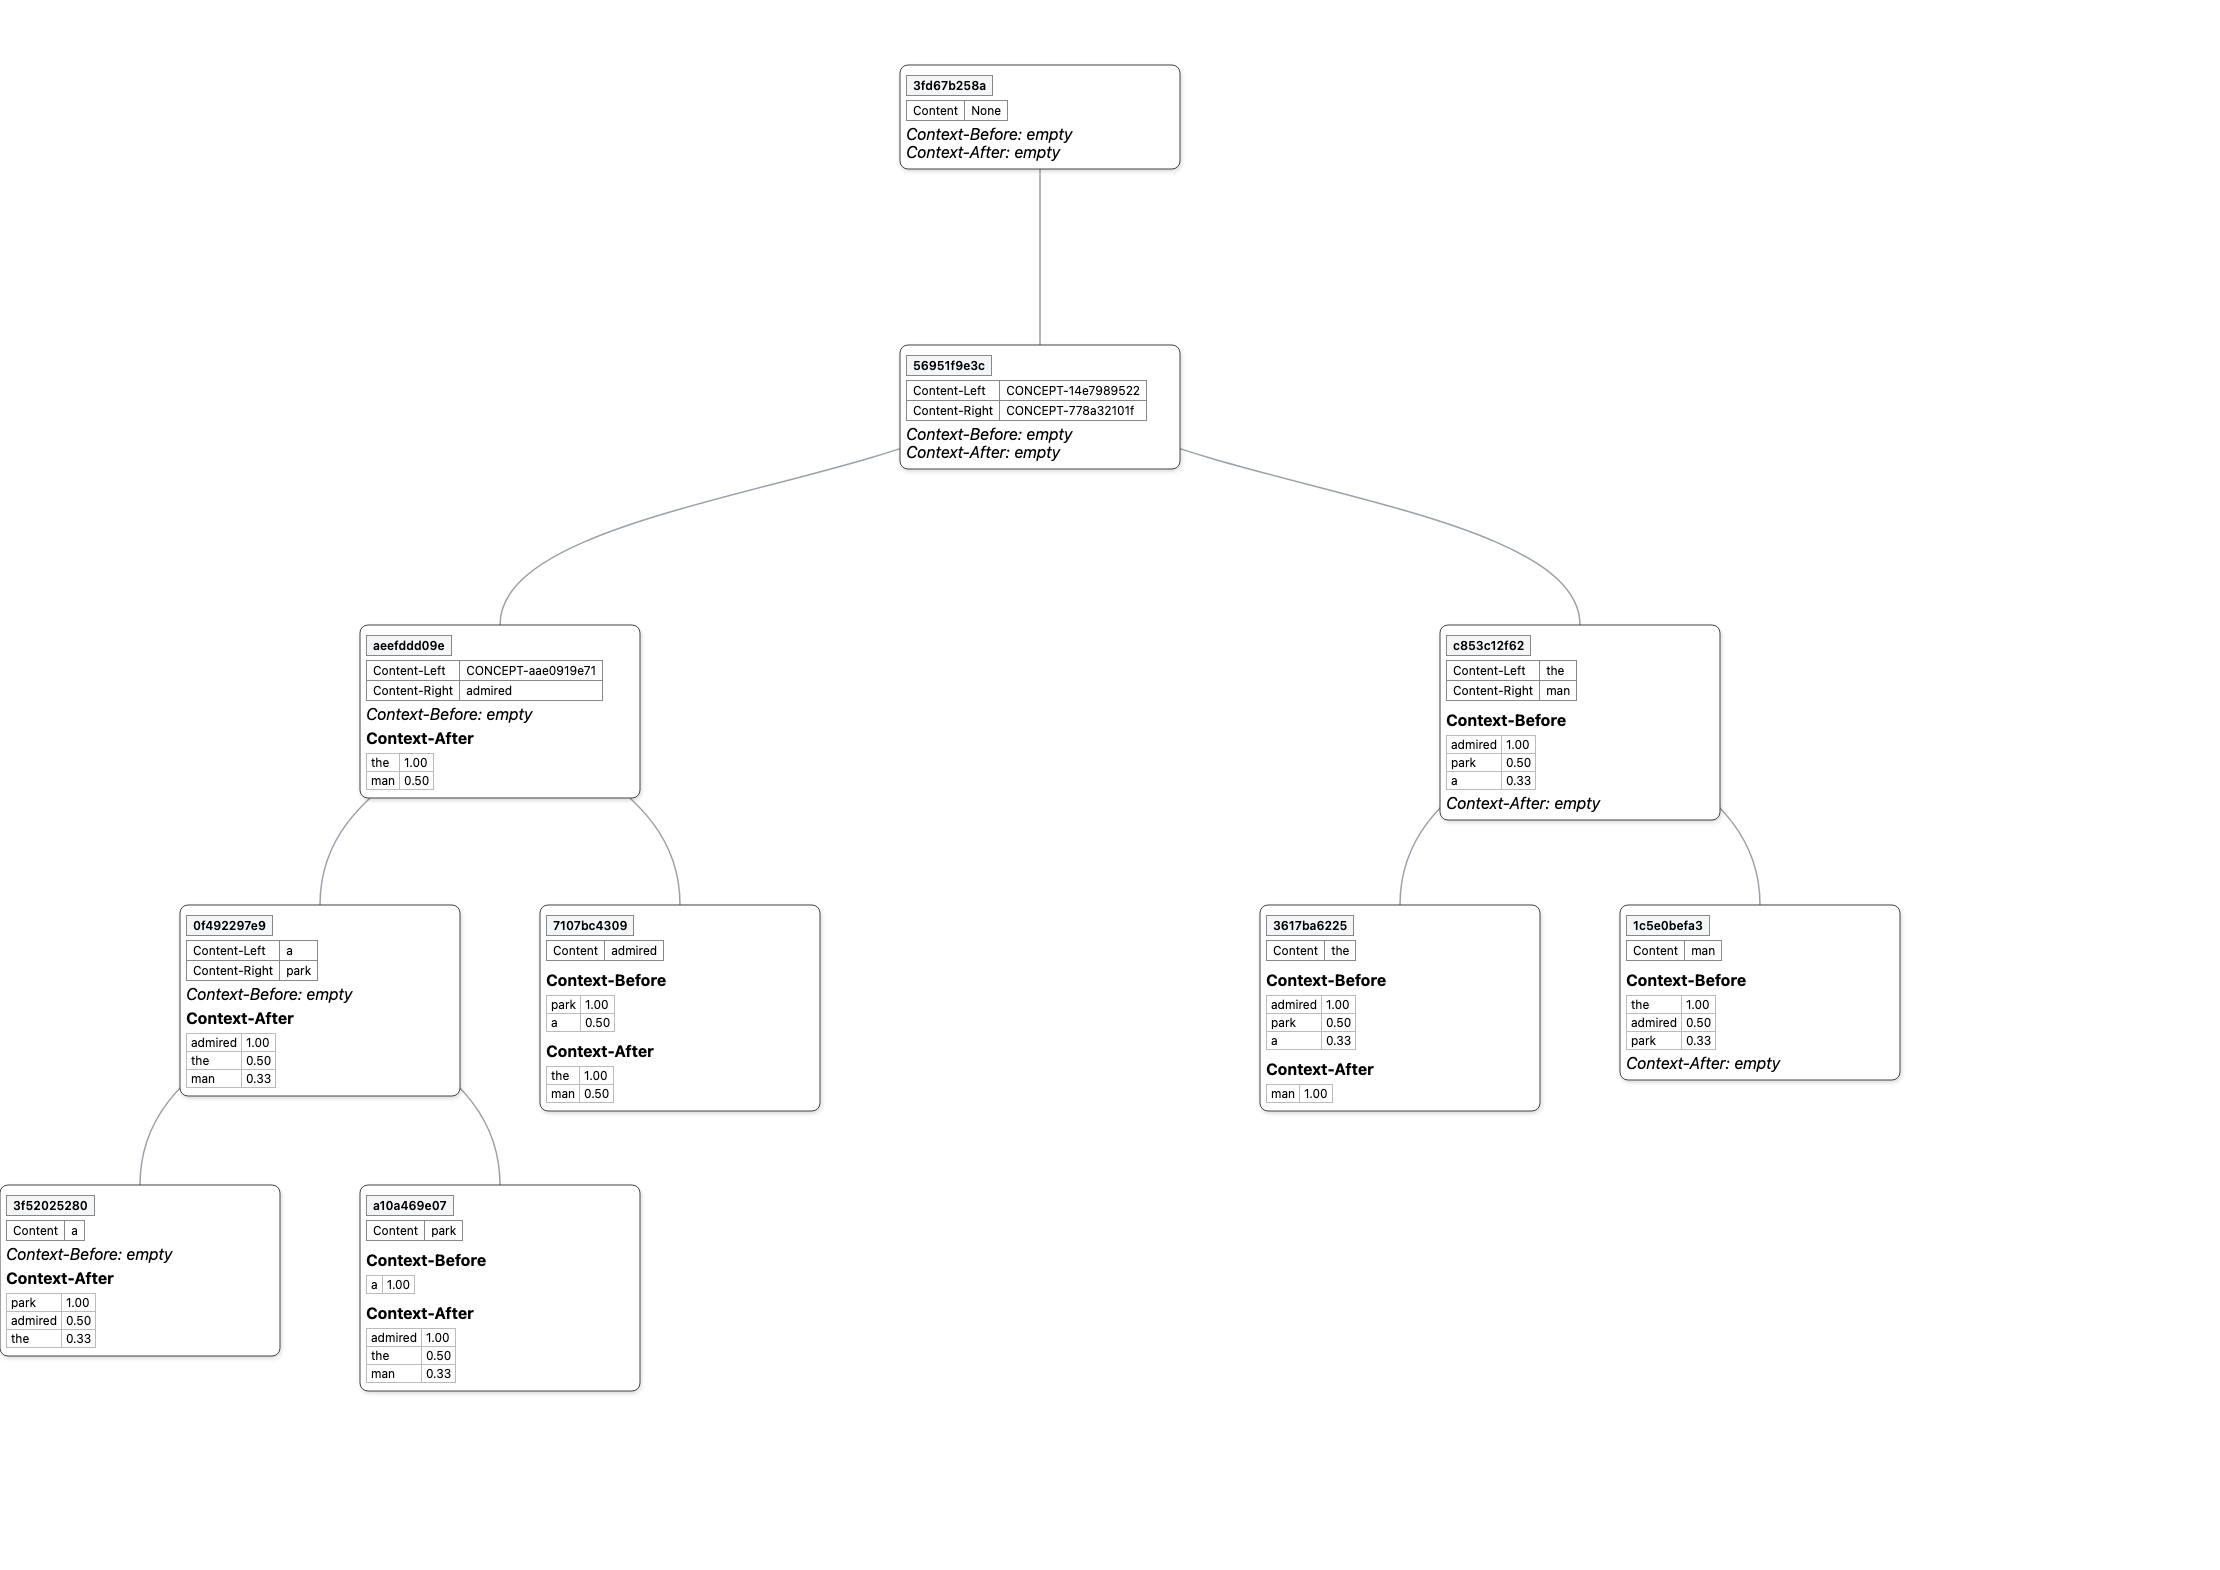 3fd67b258a
Content None
Context-Before: empty
Context-After: empty
56951f9e3c
Content-Left CONCEPT-14e7989522
Content-Right CONCEPT-778a32101f
Context-Before: empty
Context-After: empty
aeefddd09e
Content-Left CONCEPT-aae0919e71
Content-Right admired
Context-Before: empty
Context-After
the 1.00
man 0.50
c853c12f62
Content-Left the
Content-Right man
Context-Before
admired 1.00
park 0.50
a 0.33
Context-After: empty
0f492297e9
Content-Left a
Content-Right park
Context-Before: empty
Context-After
admired 1.00
the 0.50
man 0.33
7107bc4309
Content admired
Context-Before
park 1.00
a 0.50
Context-After
the 1.00
man 0.50
3617ba6225
Content the
Context-Before
admired 1.00
park 0.50
a 0.33
Context-After
man 1.00
1c5e0befa3
Content man
Context-Before
the 1.00
admired 0.50
park 0.33
Context-After: empty
3f52025280
Content a
Context-Before: empty
Context-After
park 1.00
admired 0.50
the 0.33
a10a469e07
Content park
Context-Before
a 1.00
Context-After
admired 1.00
the 0.50
man 0.33